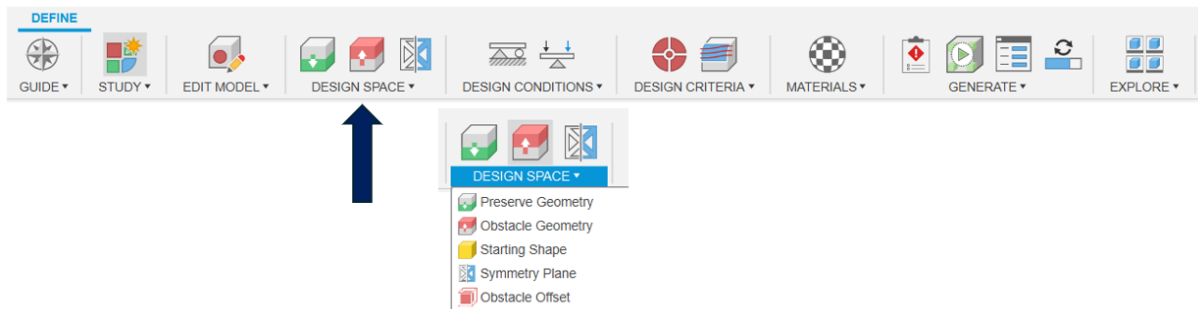 DEFINE
GUIDE ▾ STUDY ▾ EDIT MODEL ▾ DESIGN SPACE ▾ DESIGN CONDITIONS ▾ DESIGN CRITERIA ▾ MATERIALS ▾ GENERATE ▾ EXPLORE ▾
DESIGN SPACE ▾
Preserve Geometry
Obstacle Geometry
Starting Shape
Symmetry Plane
Obstacle Offset